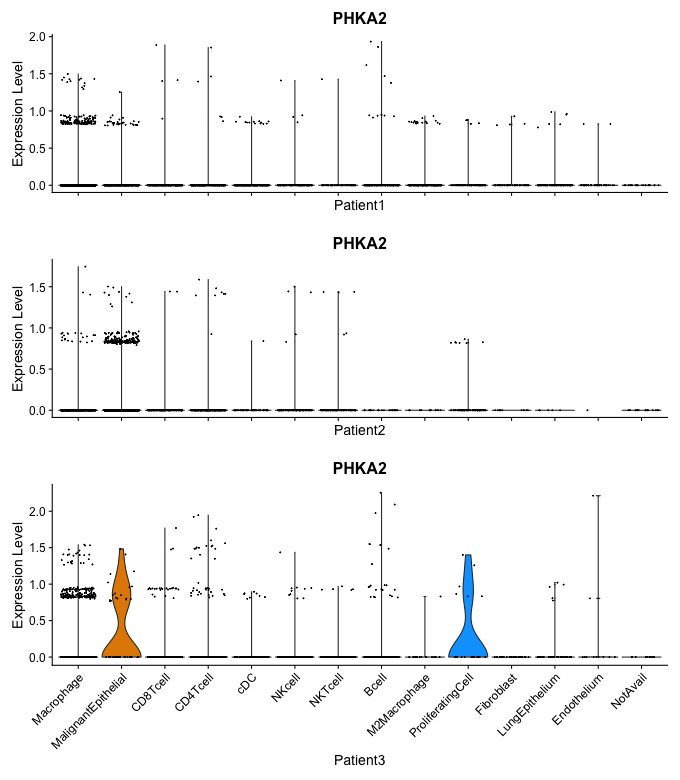 PHKA2
Expression Level
2.0
1.5
1.0
0.5
0.0
Patient1
PHKA2
Expression Level
1.5
1.0
0.5
0.0
Patient2
PHKA2
Expression Level
2.0
1.5
1.0
0.5
0.0
Macrophage
MalignantEpithelial
CD8Tcell
CD4Tcell
cDC
NKcell
NKTcell
Bcell
M2Macrophage
ProliferatingCell
Fibroblast
LungEpithelium
Endothelium
NotAvail
Patient3